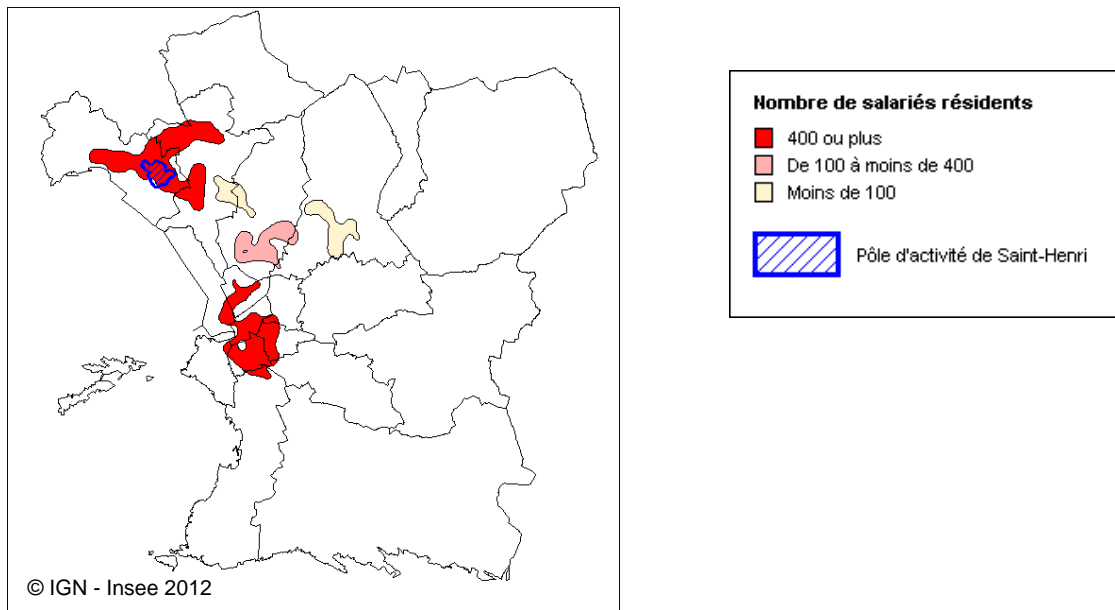 Nombre de salariés résidents
400 ou plus
De 100 à moins de 400
Moins de 100
Pôle d'activité de Saint-Henri
© IGN - Insee 2012